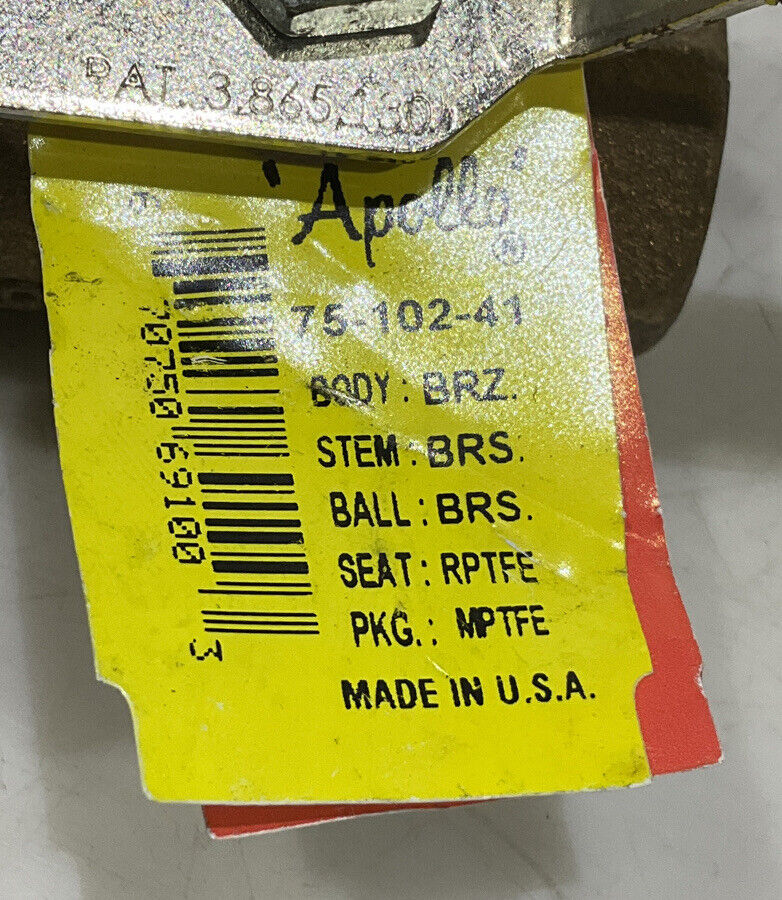 PAT. 3,865,130
'Apollo'®
75-102-41
BODY: BRZ.
STEM: BRS.
BALL: BRS.
SEAT: RPTFE
PKG.: MPTFE
MADE IN U.S.A.
70750 69100 3